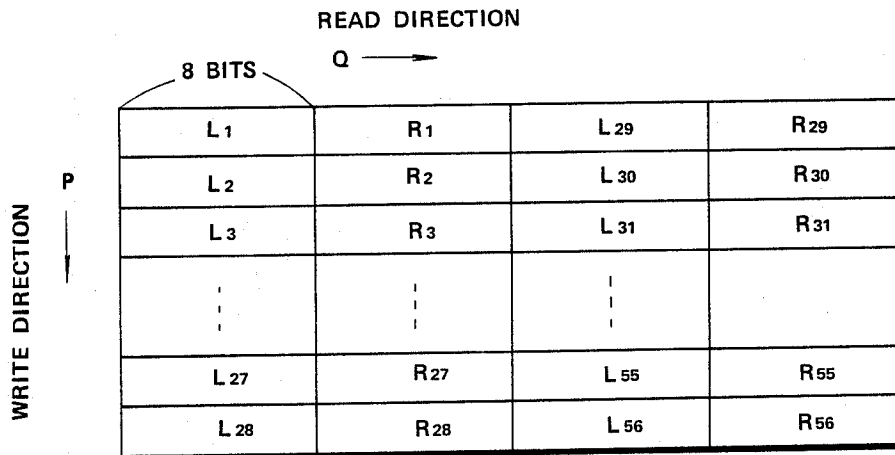 READ DIRECTION
Q
8 BITS
L1 R1 L29 R29
P
L2 R2 L30 R30
L3 R3 L31 R31
WRITE DIRECTION
L27 R27 L55 R55
L28 R28 L56 R56